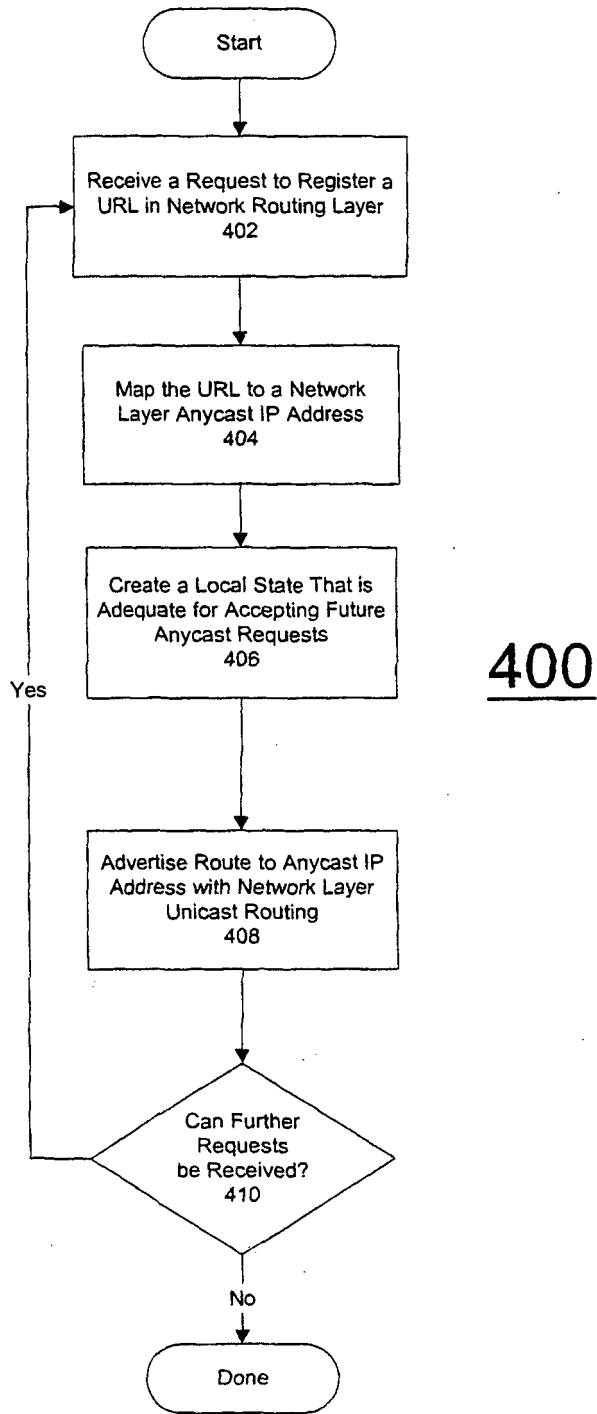 Start
Receive a Request to Register a
URL in Network Routing Layer
402
Map the URL to a Network
Layer Anycast IP Address
404
Create a Local State That is
Adequate for Accepting Future
Anycast Requests
406
400
Yes
Advertise Route to Anycast IP
Address with Network Layer
Unicast Routing
408
Can Further
Requests
be Received?
410
No
Done